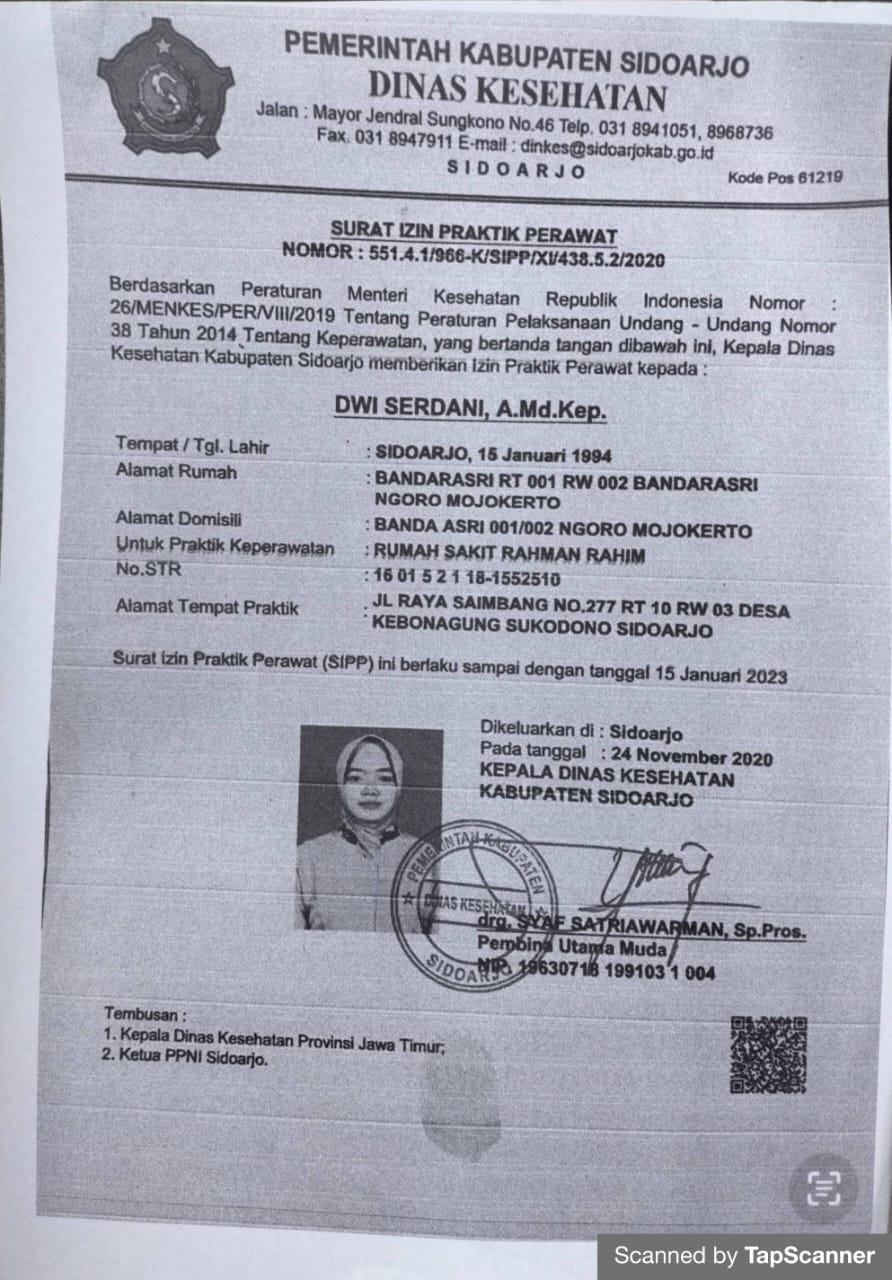 PEMERINTAH KABUPATEN SIDOARJO
DINAS KESEHATAN
Jalan : Mayor Jendral Sungkono No.46 Telp. 031 8941051, 8968736
Fax. 031 8947911 E-mail : dinkes@sidoarjokab.go.id
SIDOARJO
Kode Pos 61219
SURAT IZIN PRAKTIK PERAWAT
NOMOR : 551.4.1/966-K/SIPP/XI/438.5.2/2020
Berdasarkan Peraturan Menteri Kesehatan Republik Indonesia Nomor :
26/MENKES/PER/VIII/2019 Tentang Peraturan Pelaksanaan Undang - Undang Nomor
38 Tahun 2014 Tentang Keperawatan, yang bertanda tangan dibawah ini, Kepala Dinas
Kesehatan Kabupaten Sidoarjo memberikan Izin Praktik Perawat kepada :
DWI SERDANI, A.Md.Kep.
Tempat / Tgl. Lahir : SIDOARJO, 15 Januari 1994
Alamat Rumah : BANDARASRI RT 001 RW 002 BANDARASRI
NGORO MOJOKERTO
Alamat Domisili : BANDA ASRI 001/002 NGORO MOJOKERTO
Untuk Praktik Keperawatan : RUMAH SAKIT RAHMAN RAHIM
No.STR : 16 01 5 2 1 18-1552510
Alamat Tempat Praktik : JL RAYA SAIMBANG NO.277 RT 10 RW 03 DESA
KEBONAGUNG SUKODONO SIDOARJO
Surat izin Praktik Perawat (SIPP) ini berlaku sampai dengan tanggal 15 Januari 2023
Dikeluarkan di : Sidoarjo
Pada tanggal : 24 November 2020
KEPALA DINAS KESEHATAN
KABUPATEN SIDOARJO
PEMERINTAH KABUPATEN
DINAS KESEHATAN
SIDOARJO
drg. SYAF SATRIAWARMAN, Sp.Pros.
Pembina Utama Muda
NIP. 19630718 199103 1 004
Tembusan :
1. Kepala Dinas Kesehatan Provinsi Jawa Timur;
2. Ketua PPNI Sidoarjo.
Scanned by TapScanner